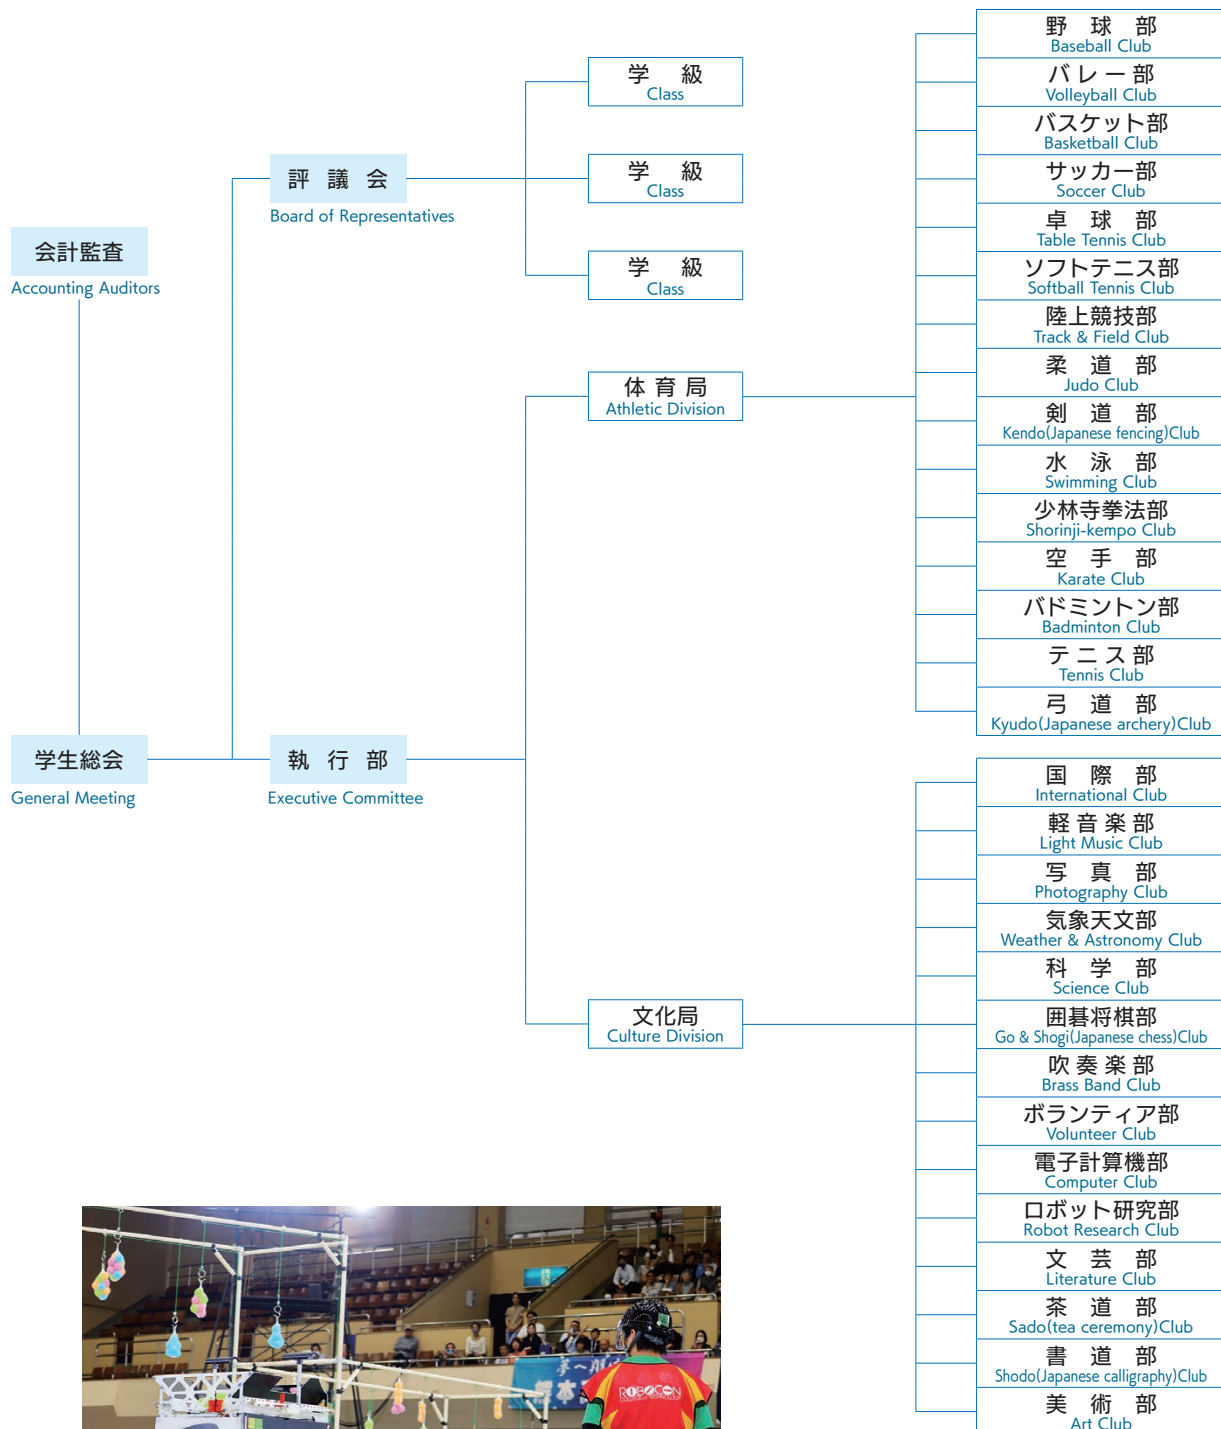 会計監査
Accounting Auditors
学生総会
General Meeting
評議会
Board of Representatives
執行部
Executive Committee
学級
Class
学級
Class
学級
Class
体育局
Athletic Division
文化局
Culture Division
野球部
Baseball Club
バレー部
Volleyball Club
バスケット部
Basketball Club
サッカー部
Soccer Club
卓球部
Table Tennis Club
ソフトテニス部
Softball Tennis Club
陸上競技部
Track & Field Club
柔道部
Judo Club
剣道部
Kendo(Japanese fencing)Club
水泳部
Swimming Club
少林寺拳法部
Shorinji-kempo Club
空手部
Karate Club
バドミントン部
Badminton Club
テニス部
Tennis Club
弓道部
Kyudo(Japanese archery)Club
国際部
International Club
軽音楽部
Light Music Club
写真部
Photography Club
気象天文部
Weather & Astronomy Club
科学部
Science Club
囲碁将棋部
Go & Shogi(Japanese chess)Club
吹奏楽部
Brass Band Club
ボランティア部
Volunteer Club
電子計算機部
Computer Club
ロボット研究部
Robot Research Club
文芸部
Literature Club
茶道部
Sado(tea ceremony)Club
書道部
Shodo(Japanese calligraphy)Club
美術部
Art Club
ROBOCON